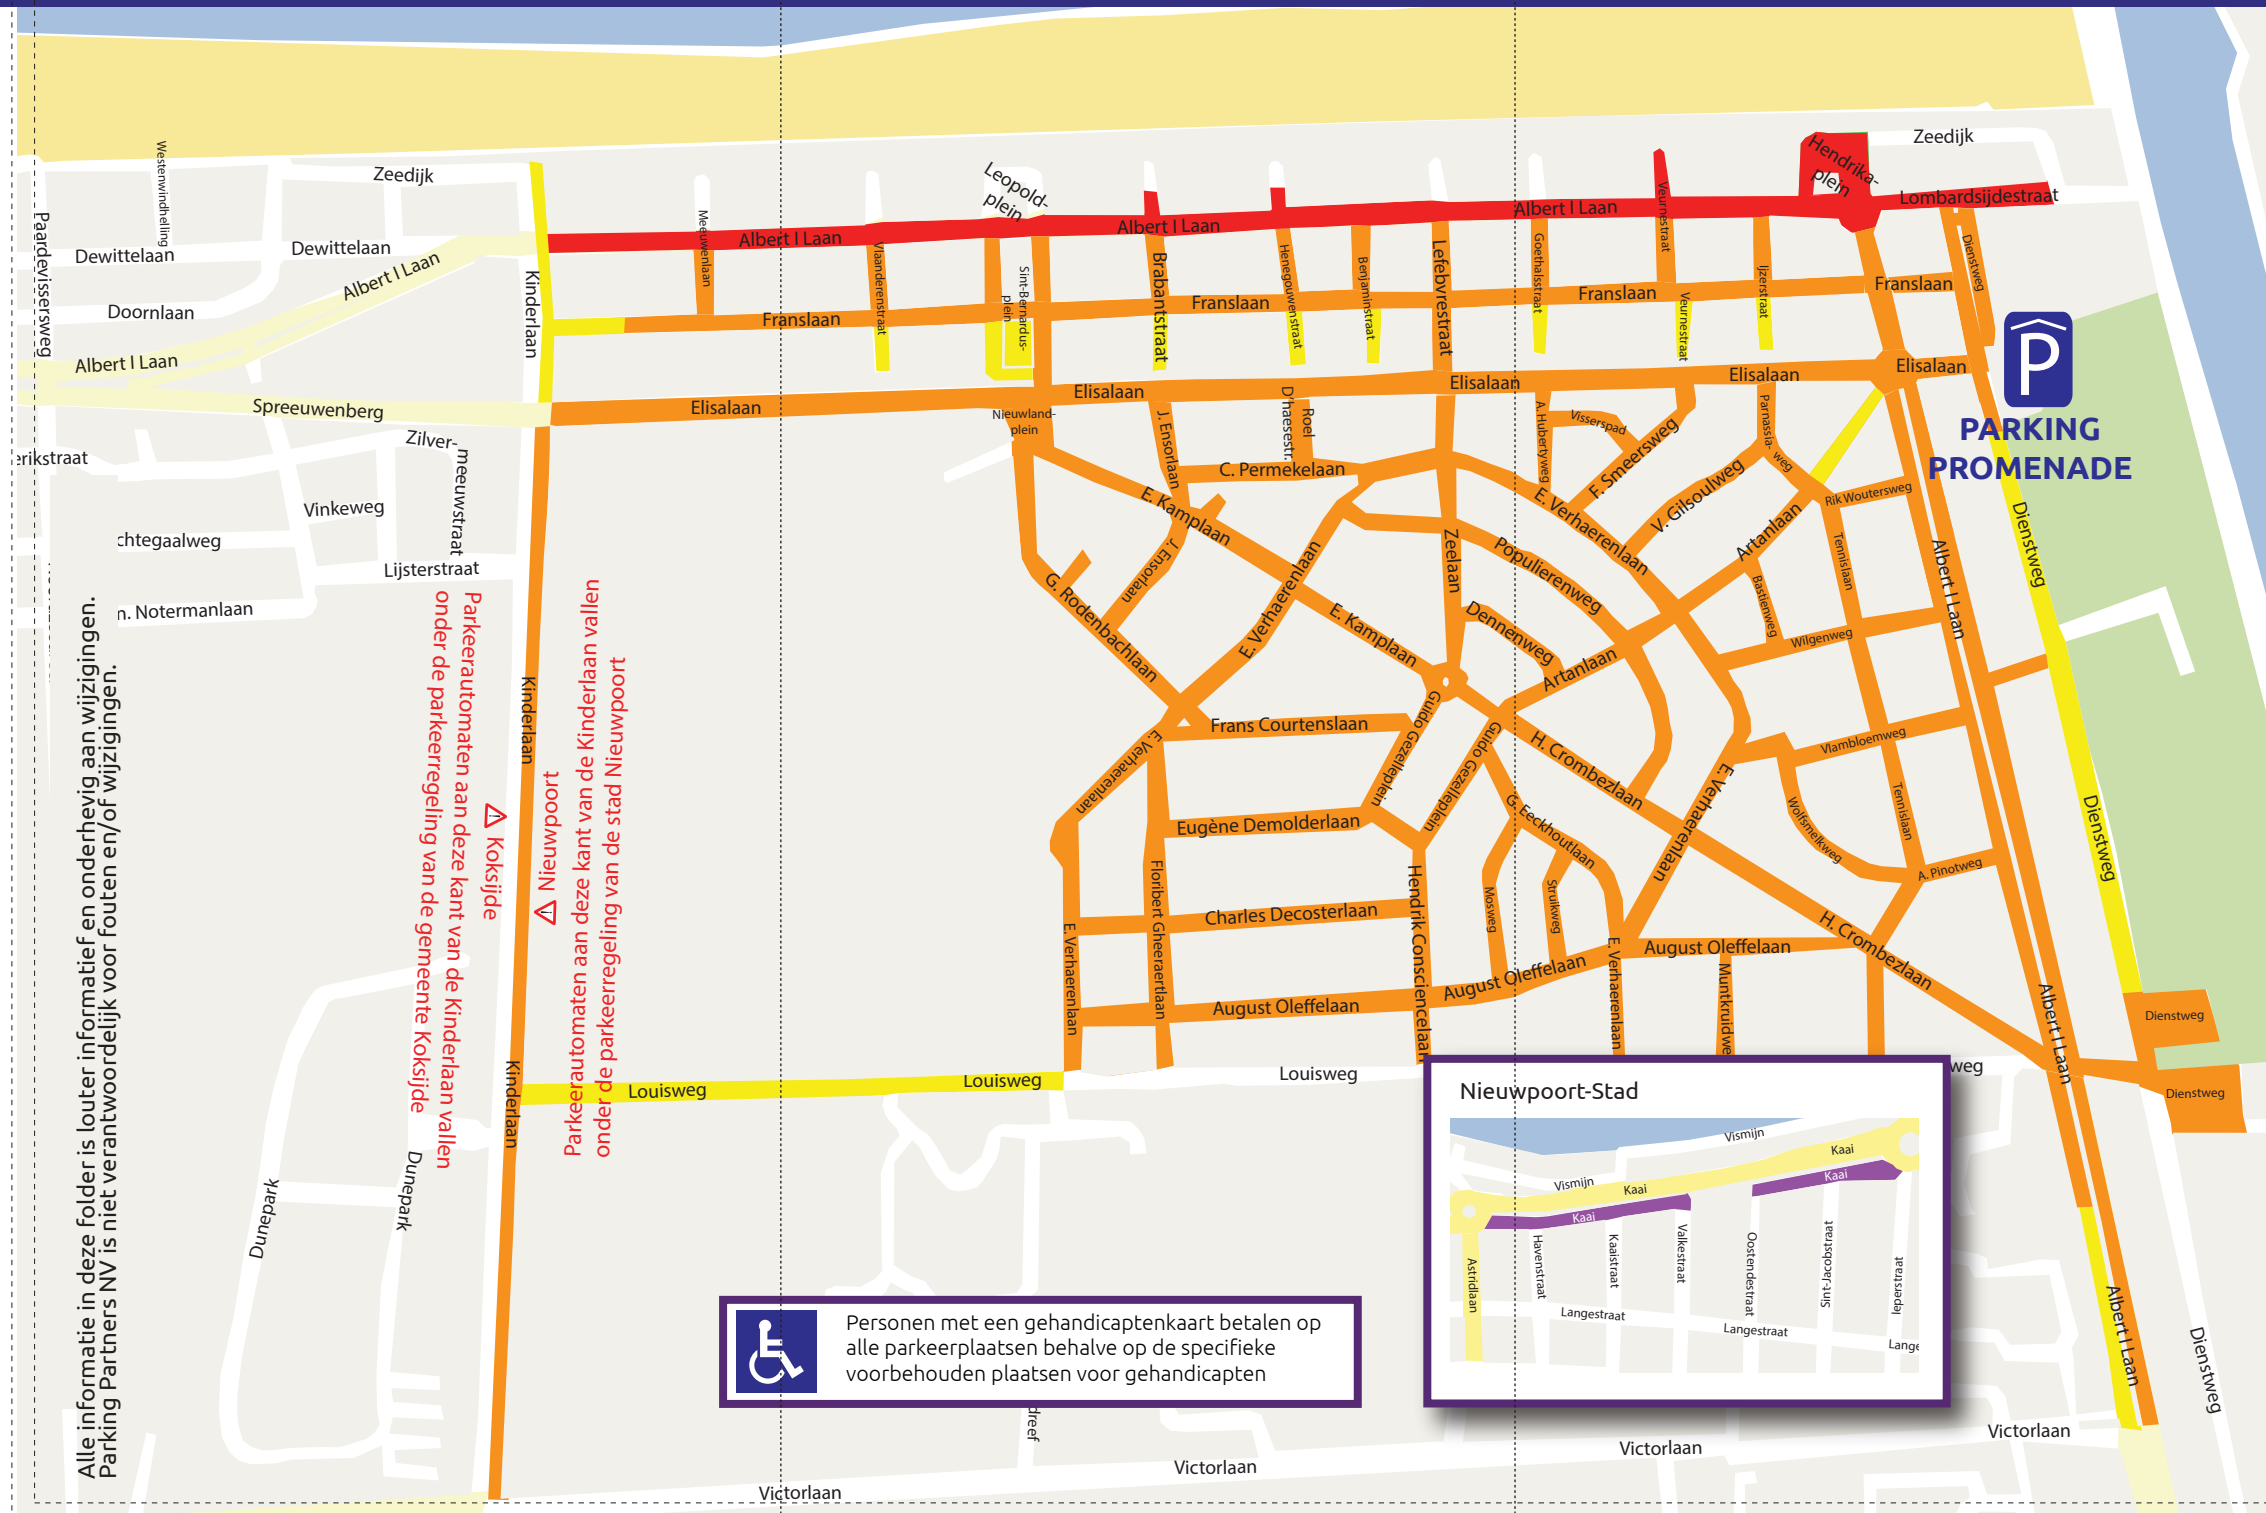 Zeedijk
Zeedijk
Westenwindhelling
Leopold-
plein
Hendrika-
plein
Lombardsijdestraat
Paardevissersweg
Dewittelaan
Dewittelaan
Albert I Laan
Doornlaan
Albert I Laan
Spreeuwenberg
Kinderlaan
Meeuwenlaan
Albert I Laan
Albert I Laan
Albert I Laan
Vlaanderenstraat
Sint-Bernardus-
plein
Brabantstraat
Henegouwenstraat
Benjaminstraat
Lefebvrestraat
Goethalsstraat
Veurnestraat
Veurnestraat
Ijzerstraat
Dienstweg
Franslaan
Franslaan
Franslaan
Franslaan
Elisalaan
Elisalaan
Elisalaan
Elisalaan
Elisalaan
P
PARKING
PROMENADE
Nieuwland-
plein
J. Ensorlaan
D'haesestr.
Roel
C. Permekelaan
A. Hubertyweg
Visserspad
F. Smeersweg
Parnassia-
weg
V. Gilsoulweg
Rik Woutersweg
Zilver-
meeuwstraat
erikstraat
Vinkeweg
chtegaalweg
Lijsterstraat
n. Notermanlaan
E. Kamplaan
J. Ensorlaan
G. Rodenbachlaan
E. Verhaerenlaan
E. Kamplaan
Zeelaan
E. Verhaerenlaan
Populierenweg
Dennenweg
Artanlaan
Artanlaan
Bastienweg
Tennislaan
Wilgenweg
Albert I Laan
Dienstweg
Frans Courtenslaan
Guido Gezelleplein
Guido Gezelleplein
H. Crombezlaan
Vlambloemweg
E. Verhaerenlaan
Eugène Demolderlaan
G. Eeckhoutlaan
E. Verhaerenlaan
Wolfsmelkweg
Tennislaan
A. Pinotweg
Dienstweg
Floribert Gheeraertlaan
Charles Decosterlaan
Hendrik Consciencelaan
Mosweg
Struikweg
E. Verhaerenlaan
August Oleffelaan
August Oleffelaan
August Oleffelaan
E. Verhaerenlaan
Muntkruidwe
H. Crombezlaan
Albert I Laan
Dienstweg
Dienstweg
Kinderlaan
Kinderlaan
Louisweg
Louisweg
Louisweg
weg
Koksijde
Parkeerautomaten aan deze kant van de Kinderlaan vallen
onder de parkeerregeling van de gemeente Koksijde
Nieuwpoort
Parkeerautomaten aan deze kant van de Kinderlaan vallen
onder de parkeerregeling van de stad Nieuwpoort
Alle informatie in deze folder is louter informatief en onderhevig aan wijzigingen.
Parking Partners NV is niet verantwoordelijk voor fouten en/of wijzigingen.
Dunepark
Dunepark
Nieuwpoort-Stad
Vismijn
Vismijn
Kaai
Kaai
Kaai
Kaai
Astridlaan
Havenstraat
Kaaistraat
Valkestraat
Oostendestraat
Sint-Jacobstraat
Ieperstraat
Langestraat
Langestraat
Lange
Personen met een gehandicaptenkaart betalen op
alle parkeerplaatsen behalve op de specifieke
voorbehouden plaatsen voor gehandicapten
dreef
Albert I Laan
Dienstweg
Victorlaan
Victorlaan
Victorlaan
Victorlaan